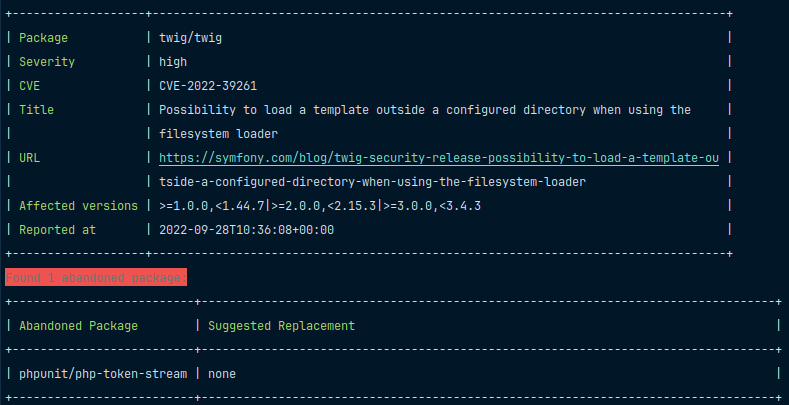 +-------------------+----------------------------------------------------------------------------------+
| Package           | twig/twig                                                                        |
| Severity          | high                                                                             |
| CVE               | CVE-2022-39261                                                                   |
| Title             | Possibility to load a template outside a configured directory when using the     |
|                   | filesystem loader                                                                |
| URL               | https://symfony.com/blog/twig-security-release-possibility-to-load-a-template-ou |
|                   | tside-a-configured-directory-when-using-the-filesystem-loader                    |
| Affected versions | >=1.0.0,<1.44.7|>=2.0.0,<2.15.3|>=3.0.0,<3.4.3                                   |
| Reported at       | 2022-09-28T10:36:08+00:00                                                        |
+-------------------+----------------------------------------------------------------------------------+
Found 1 abandoned package:
+--------------------------+----------------------------------------------------------------------------------+
| Abandoned Package        | Suggested Replacement                                                            |
+--------------------------+----------------------------------------------------------------------------------+
| phpunit/php-token-stream | none                                                                             |
+--------------------------+----------------------------------------------------------------------------------+